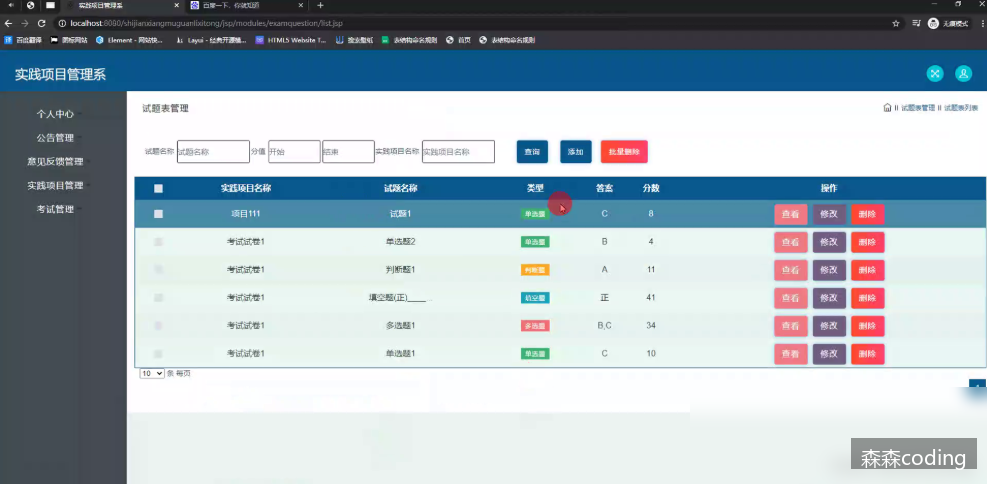 实践项目管理系
百度一下，你就知道
localhost:8080/shijianxiangmuguanlixitong/jsp/modules/examquestion/list.jsp
无痕模式
百度翻译 图标网站 Element - 网站快... Layui - 经典开源模... HTML5 Website T... 搜索壁纸 表结构命名规则 首页 表结构命名规则
实践项目管理系
个人中心
公告管理
意见反馈管理
实践项目管理
考试管理
试题表管理
试题表管理 试题表列表
试题名称 试题名称 分值 开始 结束 实践项目名称 实践项目名称 查询 添加 批量删除
实践项目名称 试题名称 类型 答案 分数 操作
项目111 试题1 单选题 C 8 查看 修改 删除
考试试卷1 单选题2 单选题 B 4 查看 修改 删除
考试试卷1 判断题1 判断题 A 11 查看 修改 删除
考试试卷1 填空题(正)____ 填空题 正 41 查看 修改 删除
考试试卷1 多选题1 多选题 B,C 34 查看 修改 删除
考试试卷1 单选题1 单选题 C 10 查看 修改 删除
10 条 每页
森森coding